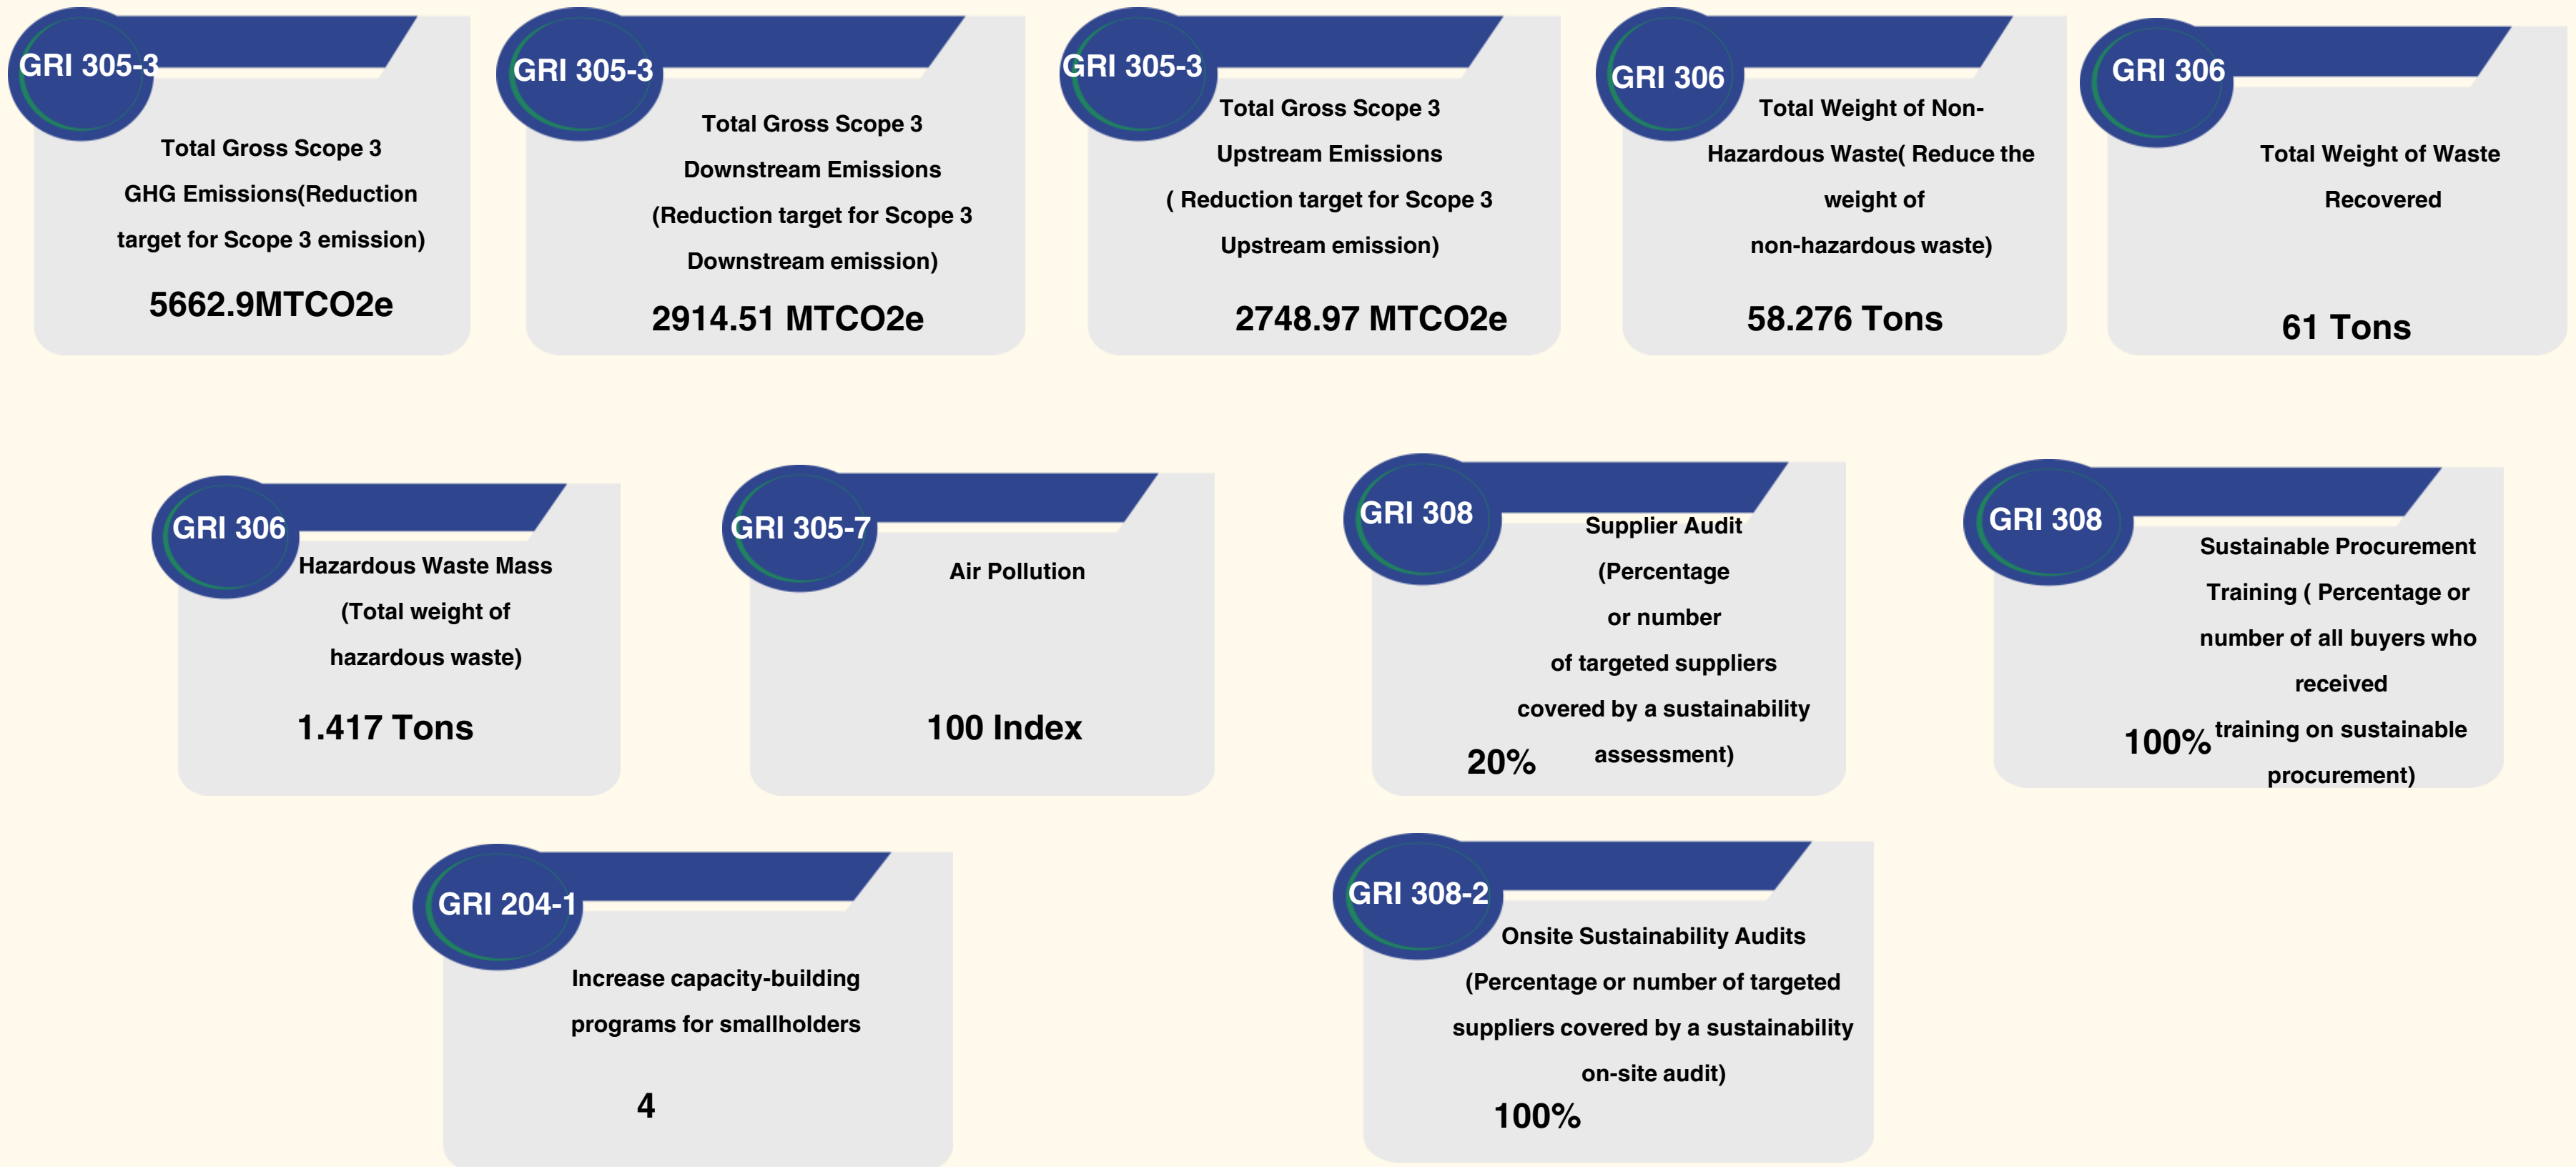 GRI 305-3
Total Gross Scope 3
GHG Emissions(Reduction
target for Scope 3 emission)
5662.9MTCO2e
GRI 305-3
Total Gross Scope 3
Downstream Emissions
(Reduction target for Scope 3
Downstream emission)
2914.51 MTCO2e
GRI 305-3
Total Gross Scope 3
Upstream Emissions
( Reduction target for Scope 3
Upstream emission)
2748.97 MTCO2e
GRI 306
Total Weight of Non-
Hazardous Waste( Reduce the
weight of
non-hazardous waste)
58.276 Tons
GRI 306
Total Weight of Waste
Recovered
61 Tons
GRI 306
Hazardous Waste Mass
(Total weight of
hazardous waste)
1.417 Tons
GRI 305-7
Air Pollution
100 Index
GRI 308
Supplier Audit
(Percentage
or number
of targeted suppliers
covered by a sustainability
assessment)
20%
GRI 308
Sustainable Procurement
Training ( Percentage or
number of all buyers who
received
training on sustainable
procurement)
100%
GRI 204-1
Increase capacity-building
programs for smallholders
4
GRI 308-2
Onsite Sustainability Audits
(Percentage or number of targeted
suppliers covered by a sustainability
on-site audit)
100%